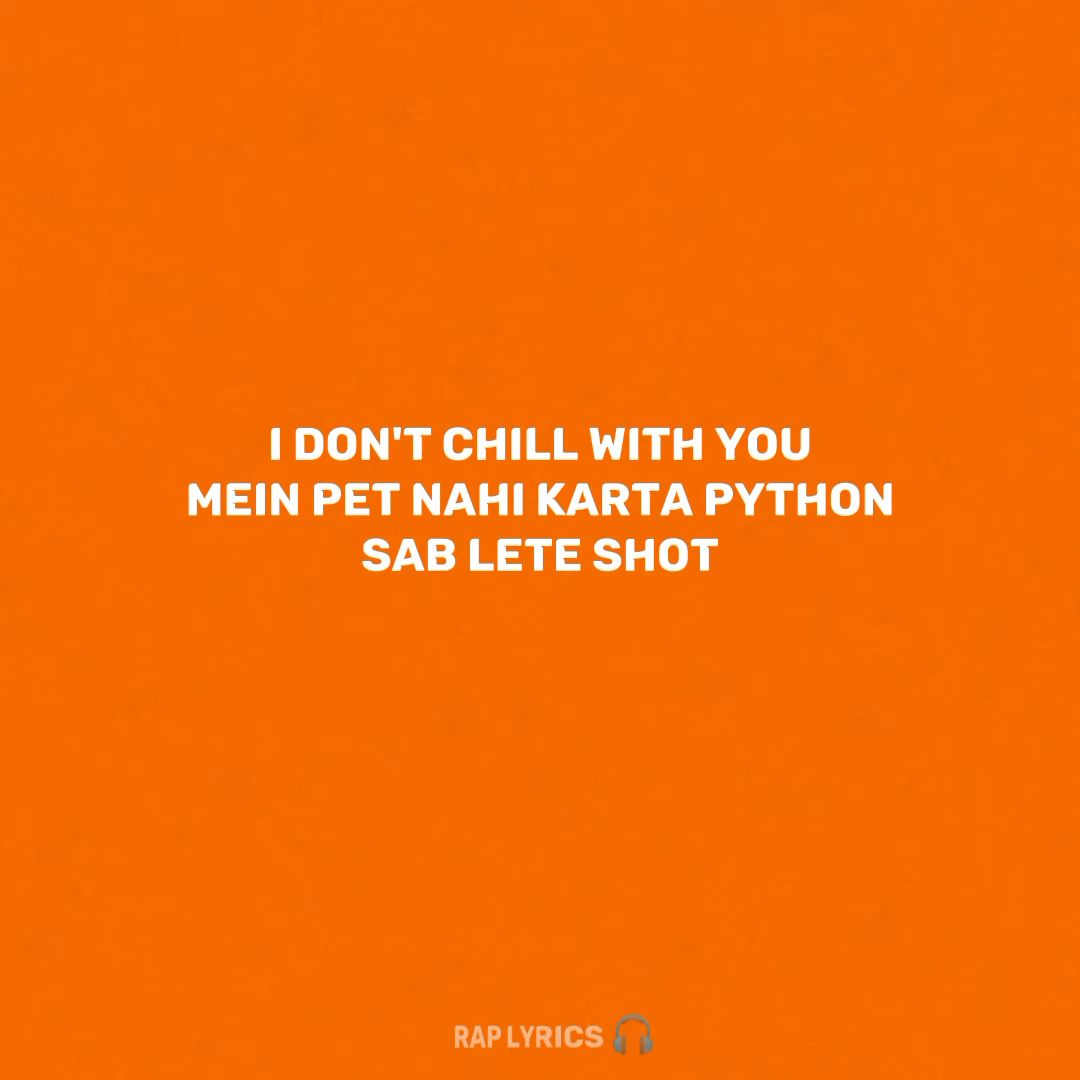 I DON'T CHILL WITH YOU
MEIN PET NAHI KARTA PYTHON
SAB LETE SHOT
RAP LYRICS 🎧